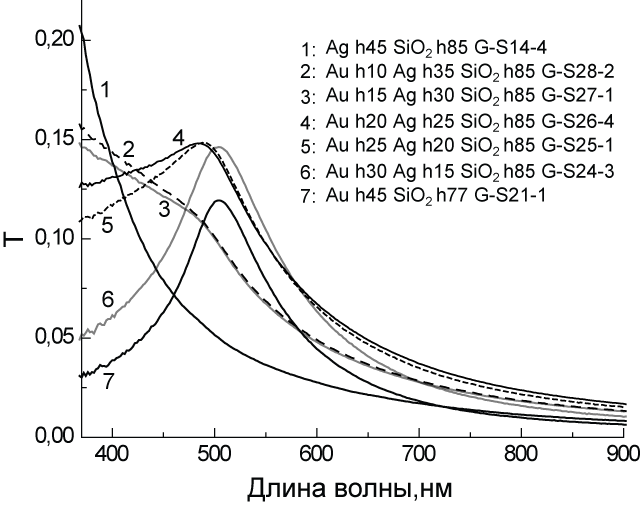 0,20
0,15
0,10
0,05
0,00
T
400 500 600 700 800 900
Длина волны,нм
1: Ag h45 SiO2 h85 G-S14-4
2: Au h10 Ag h35 SiO2 h85 G-S28-2
3: Au h15 Ag h30 SiO2 h85 G-S27-1
4: Au h20 Ag h25 SiO2 h85 G-S26-4
5: Au h25 Ag h20 SiO2 h85 G-S25-1
6: Au h30 Ag h15 SiO2 h85 G-S24-3
7: Au h45 SiO2 h77 G-S21-1
1
2
4
3
5
6
7